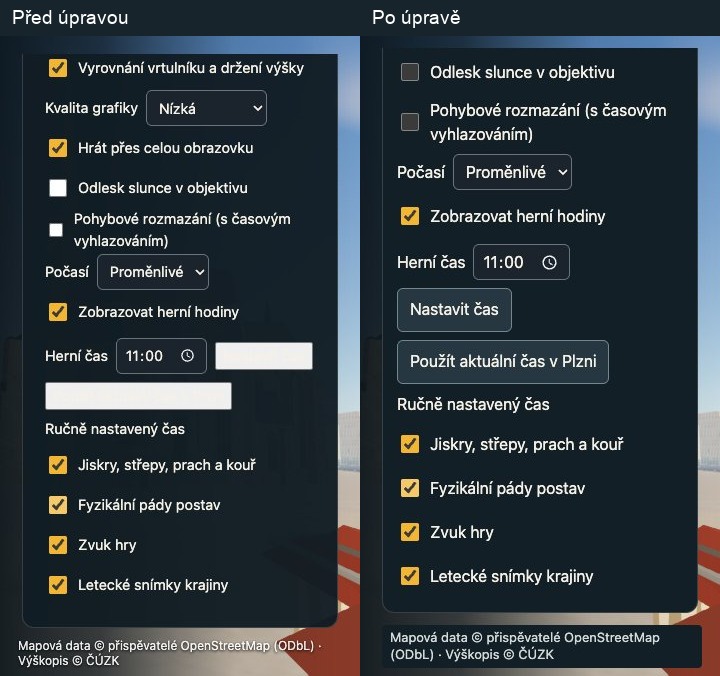 Před úpravou
Vyrovnání vrtulníku a držení výšky
Kvalita grafiky Nízká
Hrát přes celou obrazovku
Odlesk slunce v objektivu
Pohybové rozmazání (s časovým
vyhlazováním)
Počasí Proměnlivé
Zobrazovat herní hodiny
Herní čas 11:00
Ručně nastavený čas
Jiskry, střepy, prach a kouř
Fyzikální pády postav
Zvuk hry
Letecké snímky krajiny
Mapová data © přispěvatelé OpenStreetMap (ODbL) ·
Výškopis © ČÚZK
Po úpravě
Odlesk slunce v objektivu
Pohybové rozmazání (s časovým
vyhlazováním)
Počasí Proměnlivé
Zobrazovat herní hodiny
Herní čas 11:00
Nastavit čas
Použít aktuální čas v Plzni
Ručně nastavený čas
Jiskry, střepy, prach a kouř
Fyzikální pády postav
Zvuk hry
Letecké snímky krajiny
Mapová data © přispěvatelé OpenStreetMap
(ODbL) · Výškopis © ČÚZK